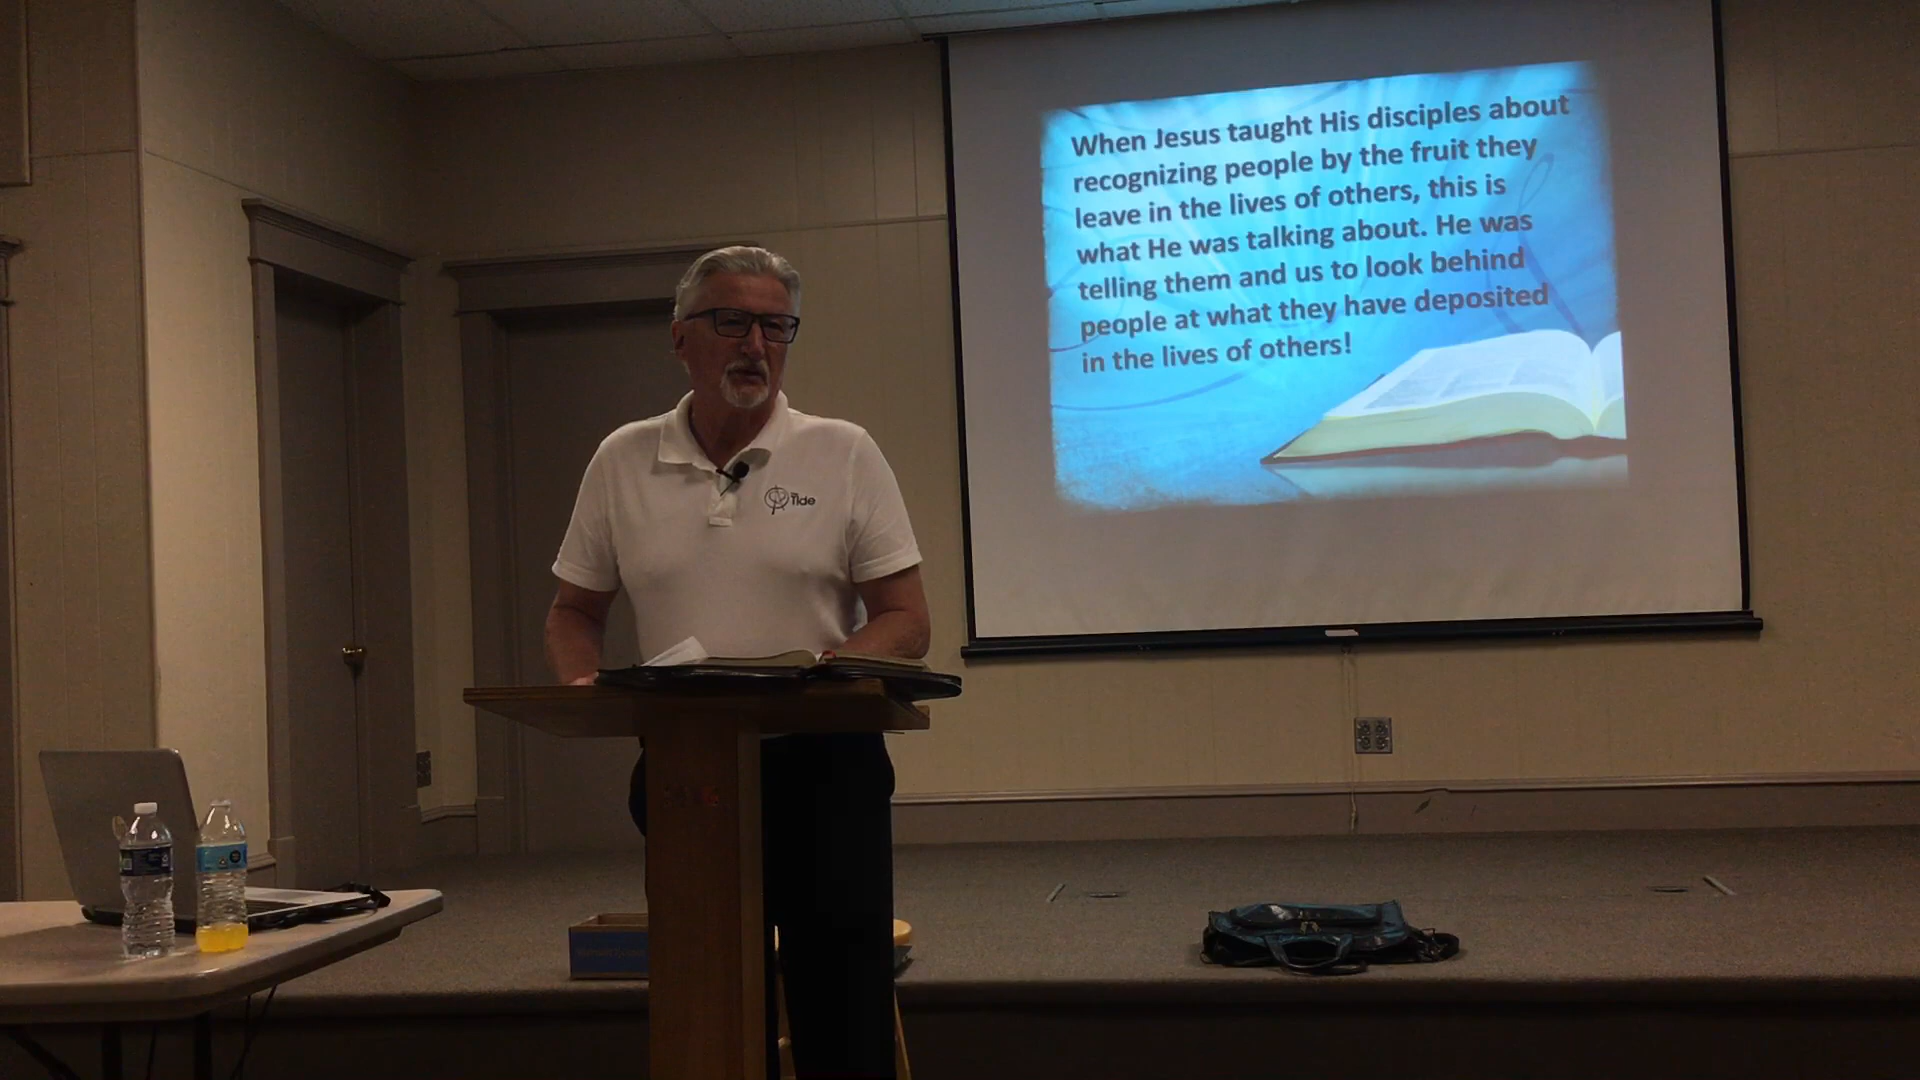 When Jesus taught His disciples about
recognizing people by the fruit they
leave in the lives of others, this is
what He was talking about. He was
telling them and us to look behind
people at what they have deposited
in the lives of others!
Tide